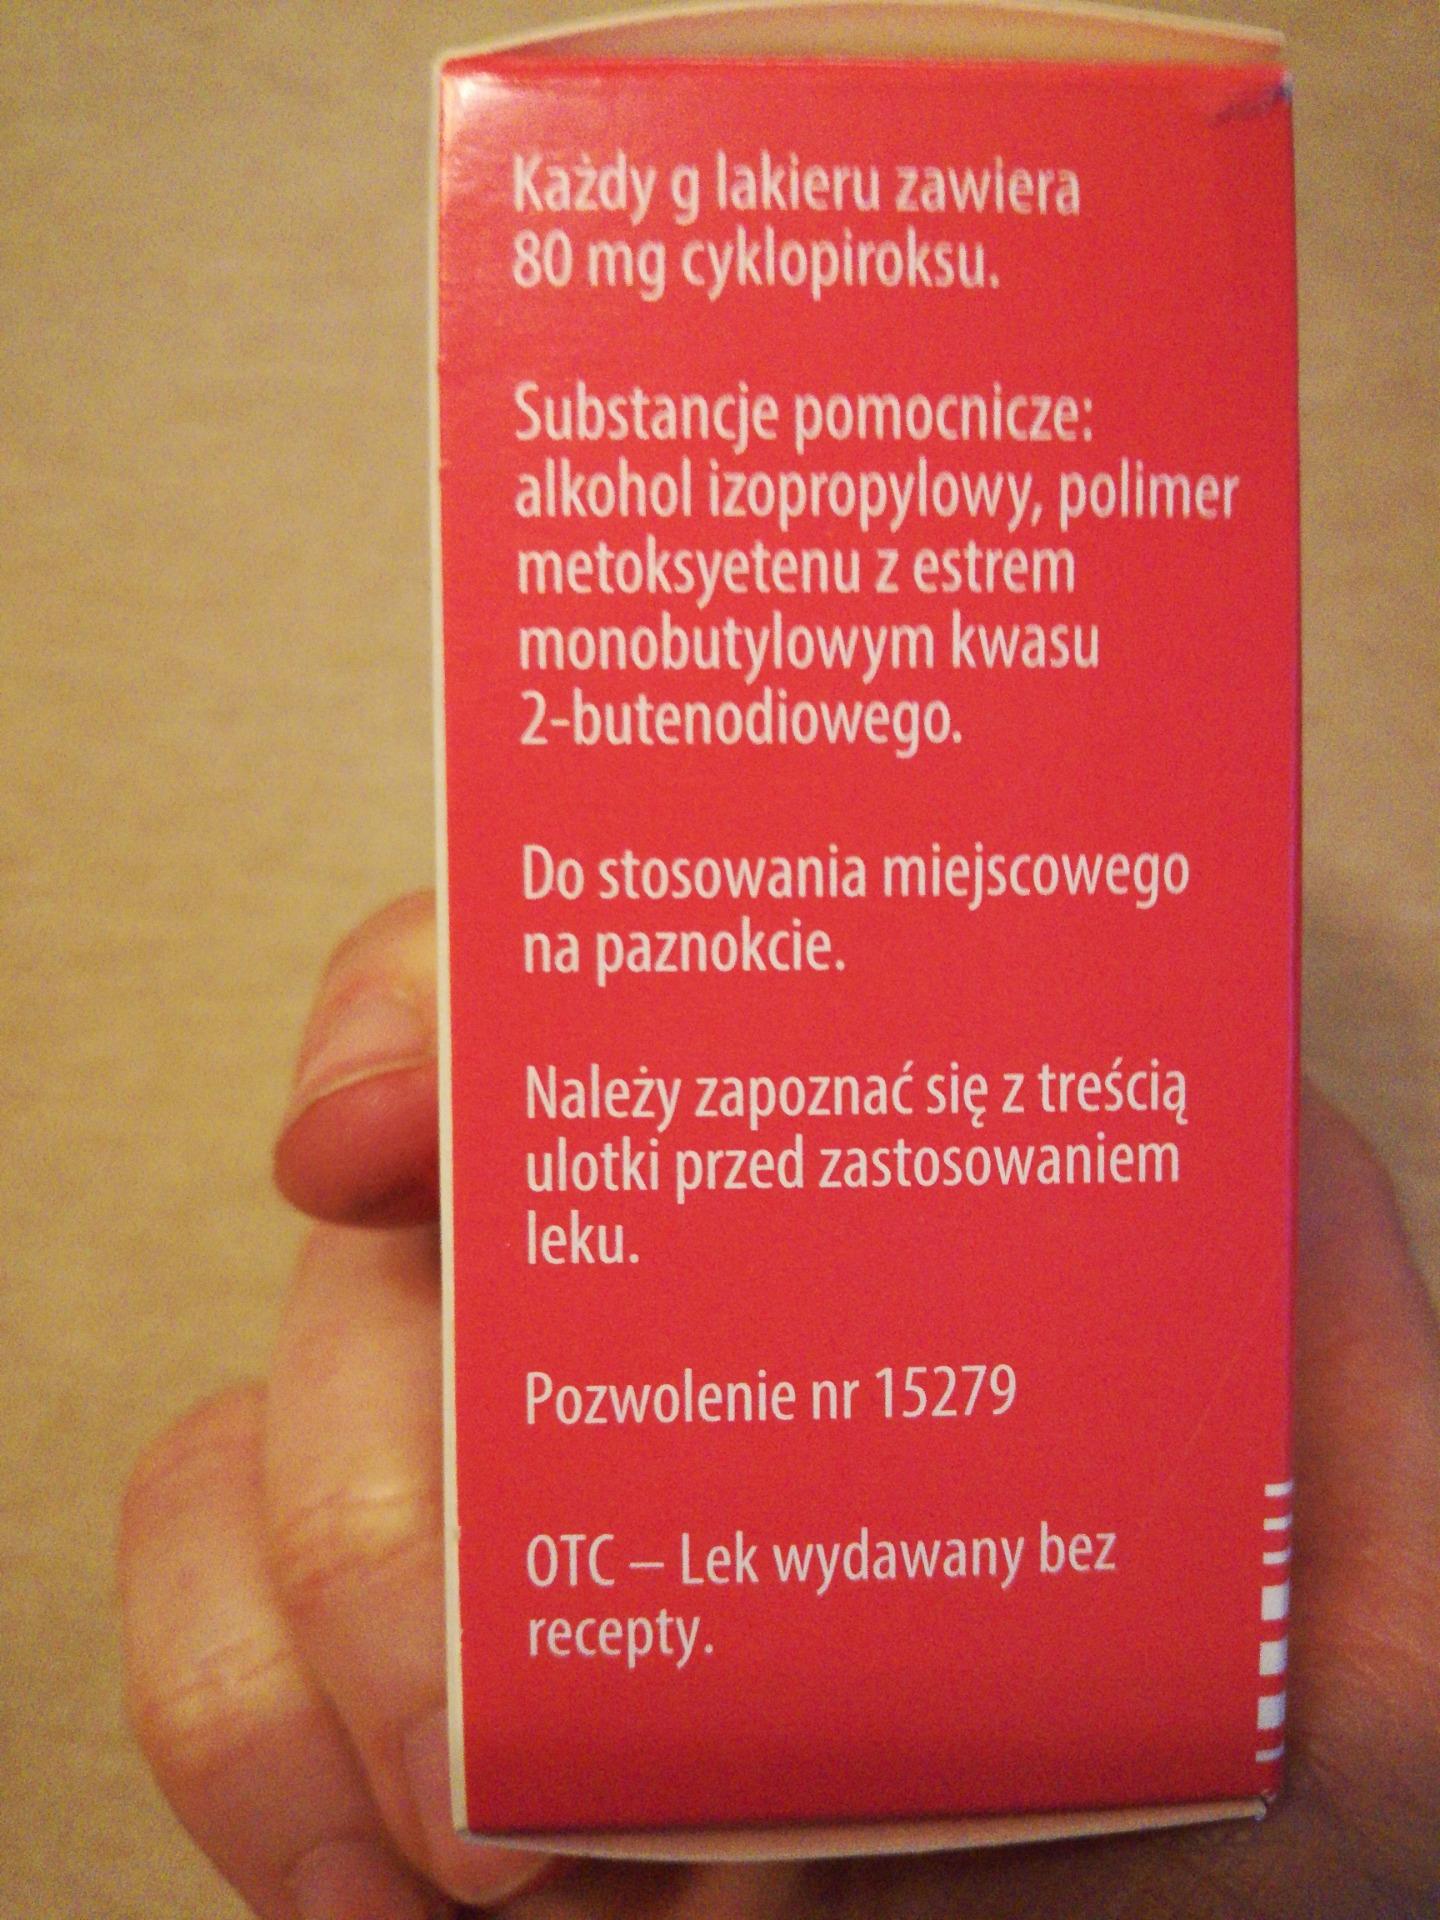 Każdy g lakieru zawiera
80 mg cyklopiroksu.
Substancje pomocnicze:
alkohol izopropylowy, polimer
metoksyetenu z estrem
monobutylowym kwasu
2-butenodiowego.
Do stosowania miejscowego
na paznokcie.
Należy zapoznać się z treścią
ulotki przed zastosowaniem
leku.
Pozwolenie nr 15279
OTC – Lek wydawany bez
recepty.